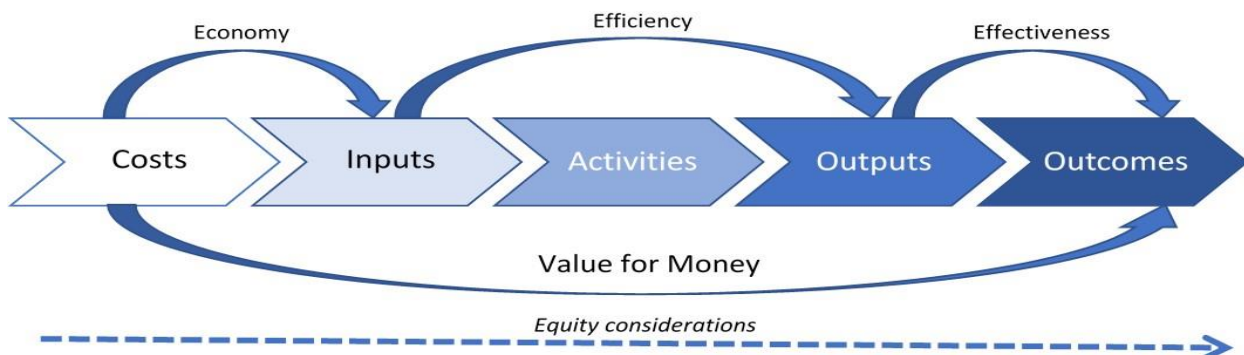 Economy
Efficiency
Effectiveness
Costs
Inputs
Activities
Outputs
Outcomes
Value for Money
Equity considerations